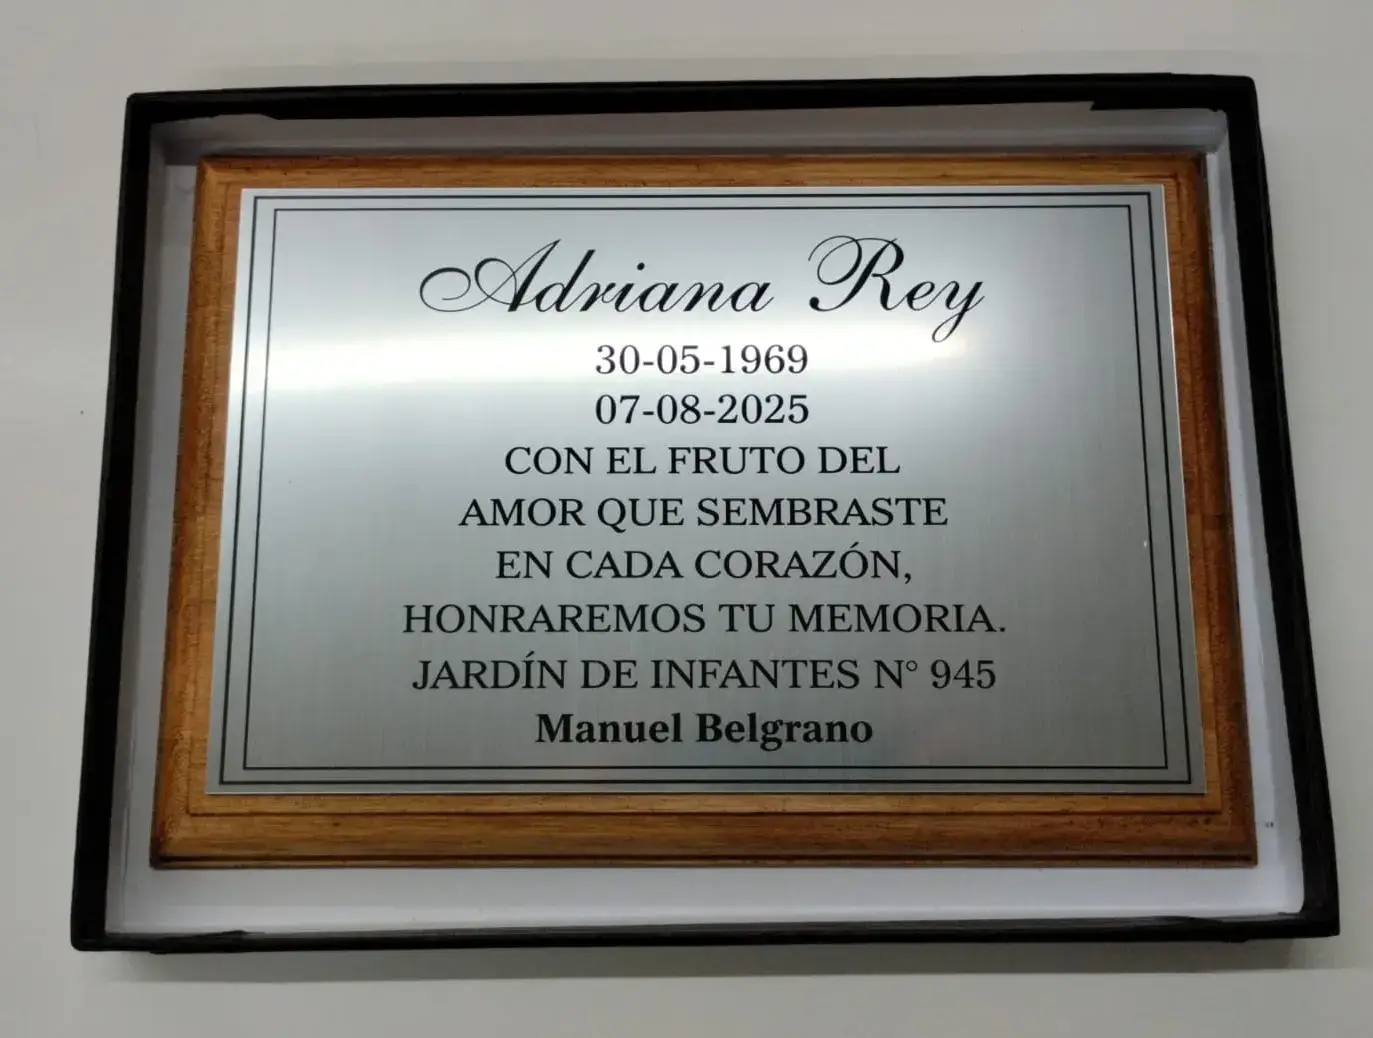 Adriana Rey
30-05-1969
07-08-2025
CON EL FRUTO DEL
AMOR QUE SEMBRASTE
EN CADA CORAZÓN,
HONRAREMOS TU MEMORIA.
JARDÍN DE INFANTES N° 945
Manuel Belgrano